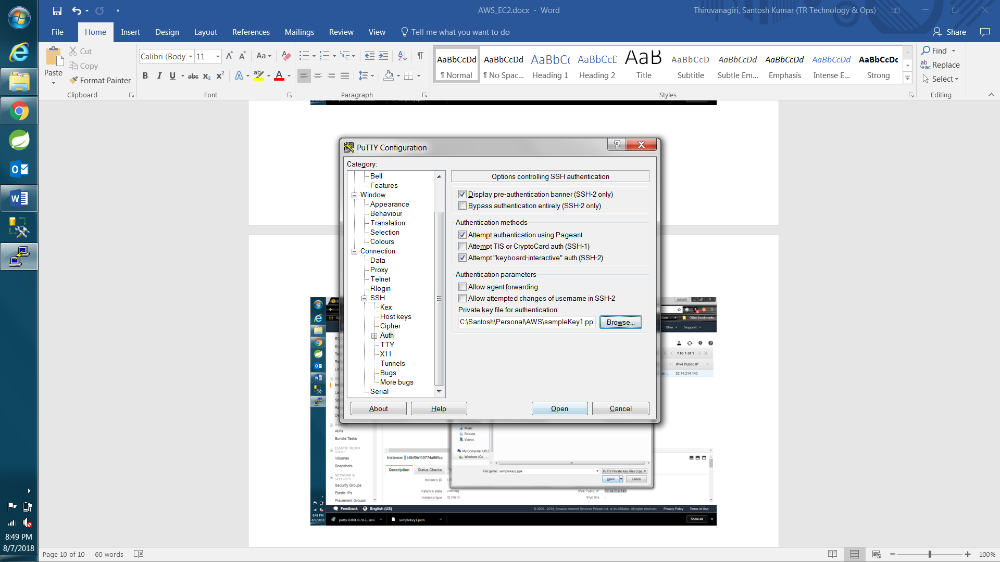 AWS_EC2.docx - Word
Thiruvanagiri, Santosh Kumar (TR Technology & Ops)
File Home Insert Design Layout References Mailings Review View Tell me what you want to do Share
Paste
Cut
Copy
Format Painter
Clipboard
Calibri (Body) 11
Font
Paragraph
AaBbCcDd AaBbCcDd AaBbCc AaBbCcD AaB AaBbCcD AaBbCcDd AaBbCcDd AaBbCcDd AaBbCcDc
¶ Normal ¶ No Spac... Heading 1 Heading 2 Title Subtitle Subtle Em... Emphasis Intense E... Strong
Styles
Find
Replace
Select
Editing
PuTTY Configuration
Category:
Bell
Features
Window
Appearance
Behaviour
Translation
Selection
Colours
Connection
Data
Proxy
Telnet
Rlogin
SSH
Kex
Host keys
Cipher
Auth
TTY
X11
Tunnels
Bugs
More bugs
Serial
Options controlling SSH authentication
Display pre-authentication banner (SSH-2 only)
Bypass authentication entirely (SSH-2 only)
Authentication methods
Attempt authentication using Pageant
Attempt TIS or CryptoCard auth (SSH-1)
Attempt "keyboard-interactive" auth (SSH-2)
Authentication parameters
Allow agent forwarding
Allow attempted changes of username in SSH-2
Private key file for authentication:
C:\Santosh\Personal\AWS\sampleKey1.ppl
Browse...
About Help Open Cancel
Other bookmarks
Ohio Support
1 to 1 of 1
IPv4 Public IP
52.14.214.143
AMIs
Bundle Tasks
ELASTIC BLOCK
STORE
Volumes
Snapshots
NETWORK &
SECURITY
Security Groups
Elastic IPs
Placement Groups
Music
Pictures
Videos
My Computer U013
Windows (C:)
File name: sampleKey1.ppk
PuTTY Private Key Files (*.pp
Open Cancel
Instance: i-0bf0b110774a86fcc
Description Status Checks
Instance ID
Instance state running
Instance type t2.micro
IPv4 Public IP 52.14.214.143
IPv6 IPs -
Feedback English (US)
© 2008 - 2018, Amazon Internet Services Private Ltd. or its affiliates. All rights reserved. Privacy Policy Terms of Use
8:48 PM
8/7/2018
putty-64bit-0.70-i....msi sampleKey1.pem Show all
8:49 PM
8/7/2018
Page 10 of 10 60 words
100%